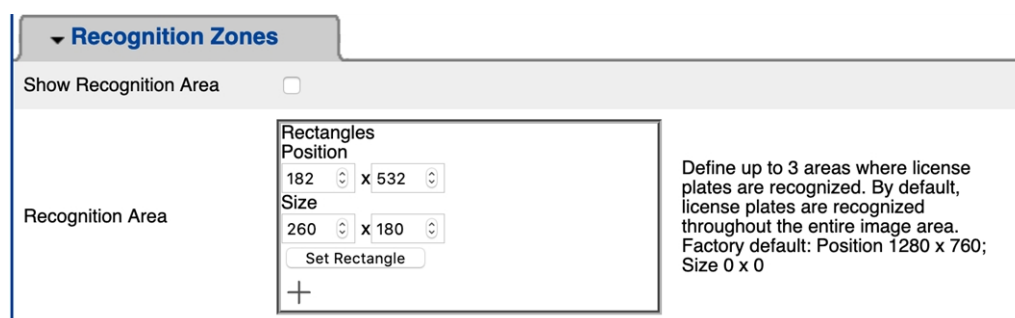 Recognition Zones
Show Recognition Area
Recognition Area
Rectangles
Position
182 x 532
Size
260 x 180
Set Rectangle
Define up to 3 areas where license
plates are recognized. By default,
license plates are recognized
throughout the entire image area.
Factory default: Position 1280 x 760;
Size 0 x 0